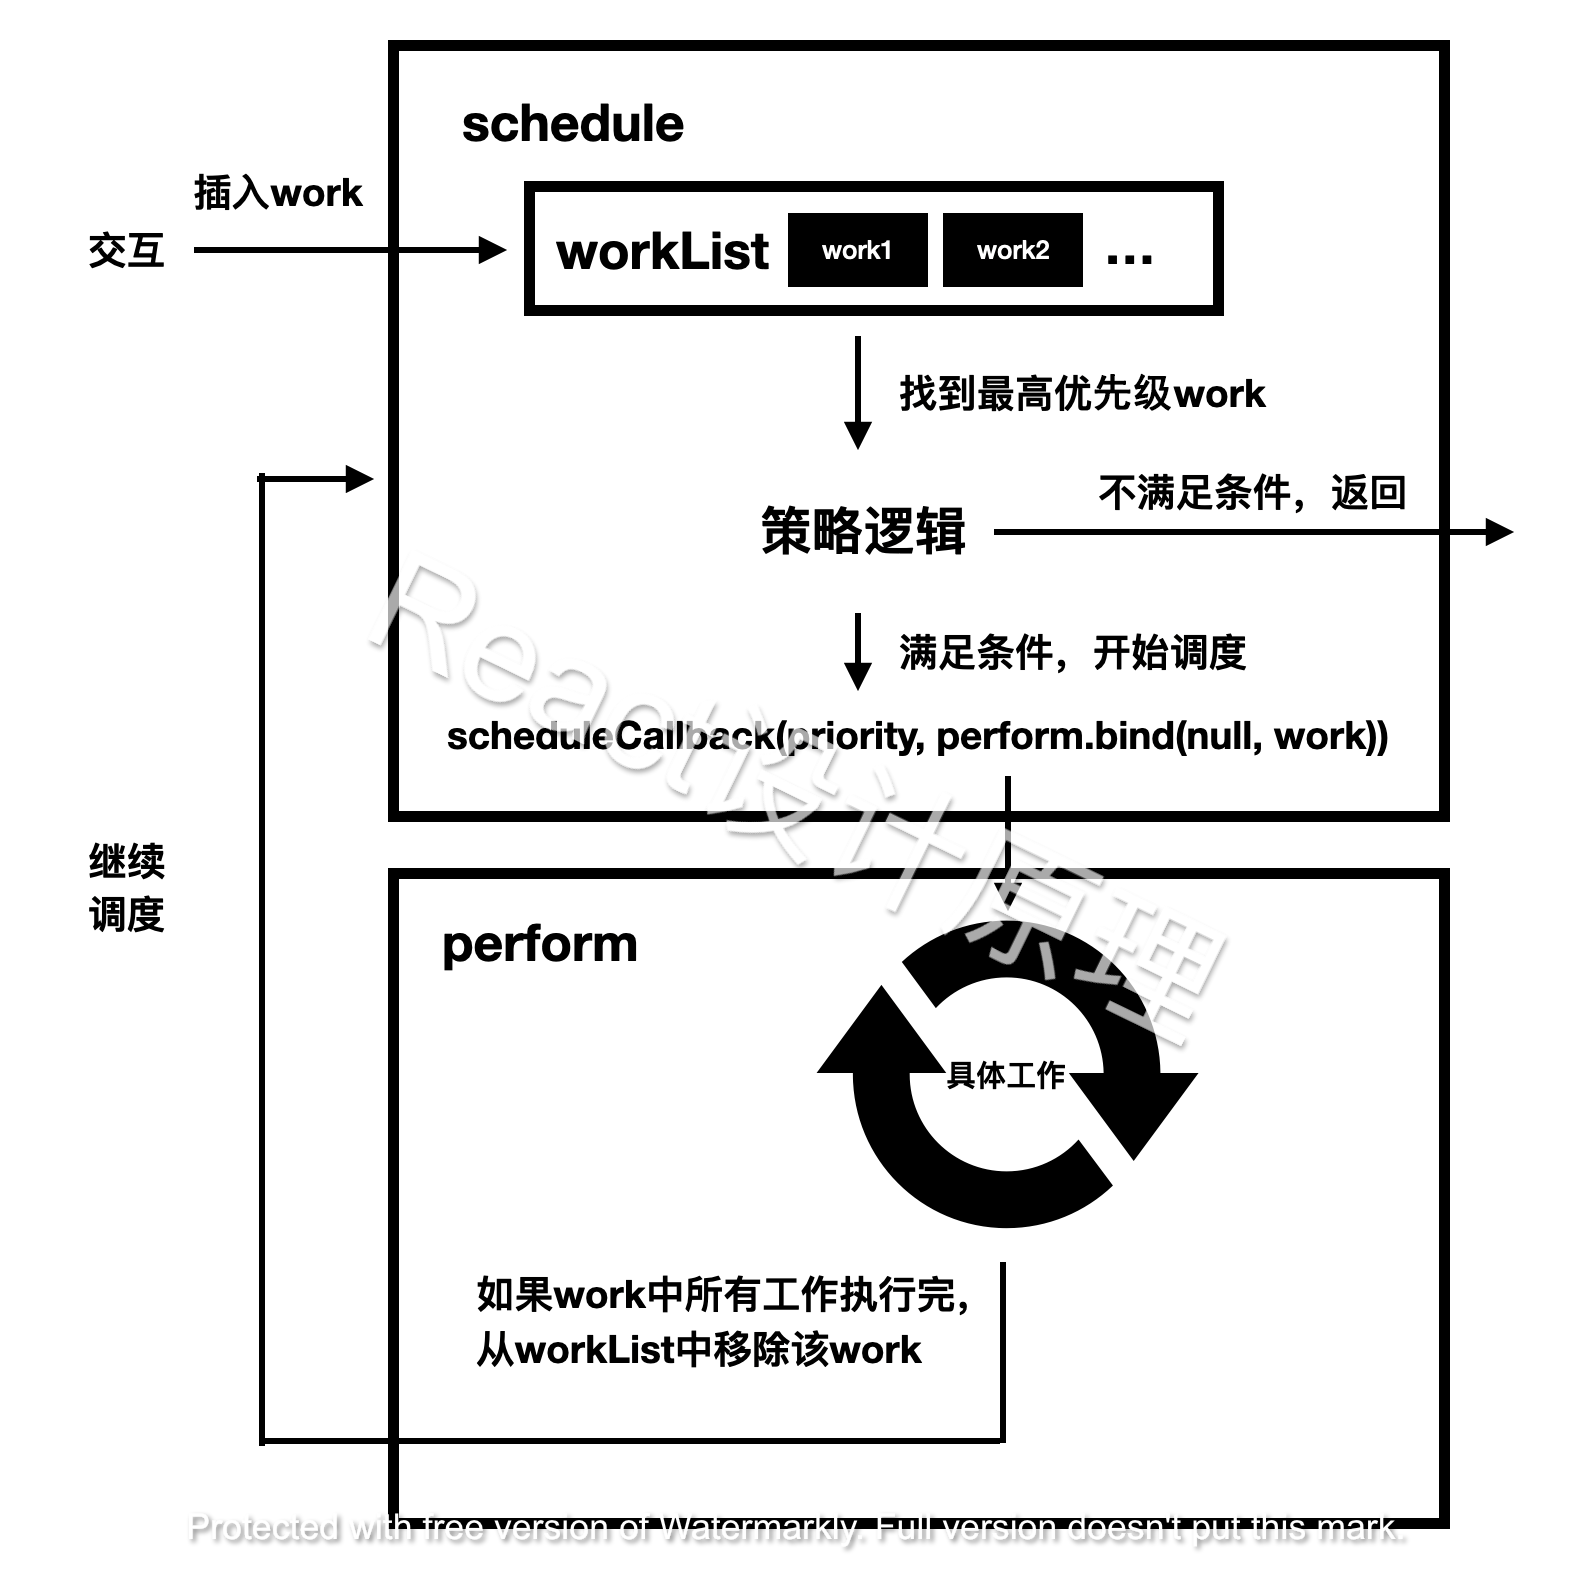 schedule
插入work
交互
workList
work1
work2
...
找到最高优先级work
不满足条件，返回
策略逻辑
满足条件，开始调度
scheduleCallback(priority, perform.bind(null, work))
React设计原理
继续
调度
perform
具体工作
如果work中所有工作执行完，
从workList中移除该work
Protected with free version of Watermarkly. Full version doesn't put this mark.